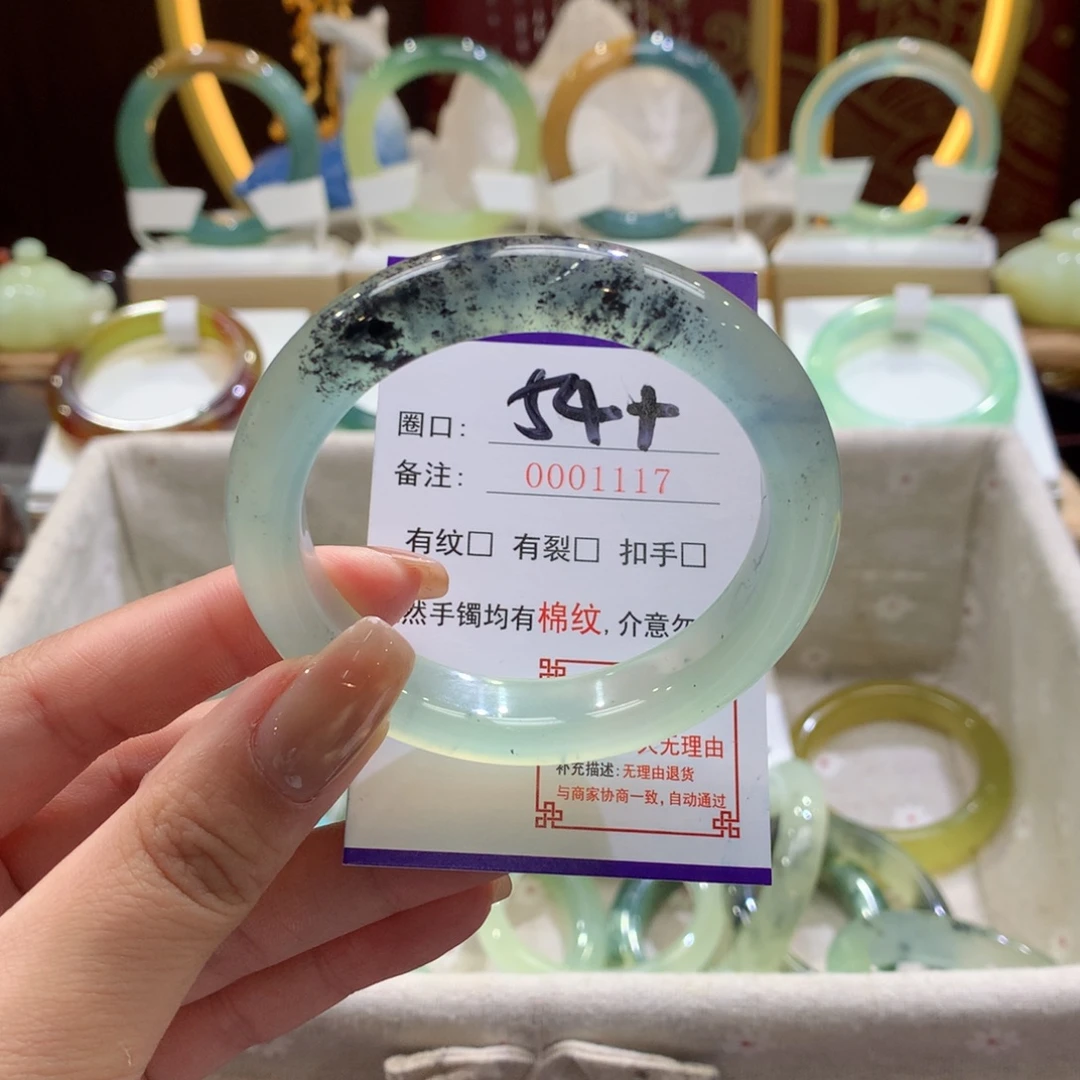 圈口: 54+
备注: 0001117
有纹□ 有裂□ 扣手□
然手镯均有棉纹,介意勿
无理由
补充描述:无理由退货
与商家协商一致,自动通过